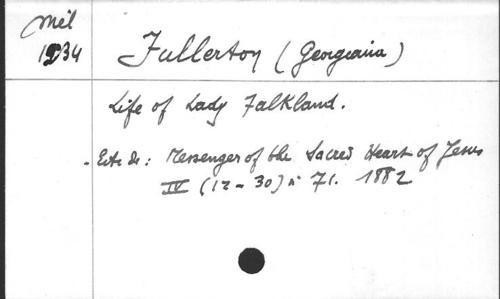 Mél
1934
Fullerton (Georgiana)
Life of Lady Falkland.
- Extr de: Messenger of the Sacred Heart of Jesus
IV (12-30) n° 71. 1882